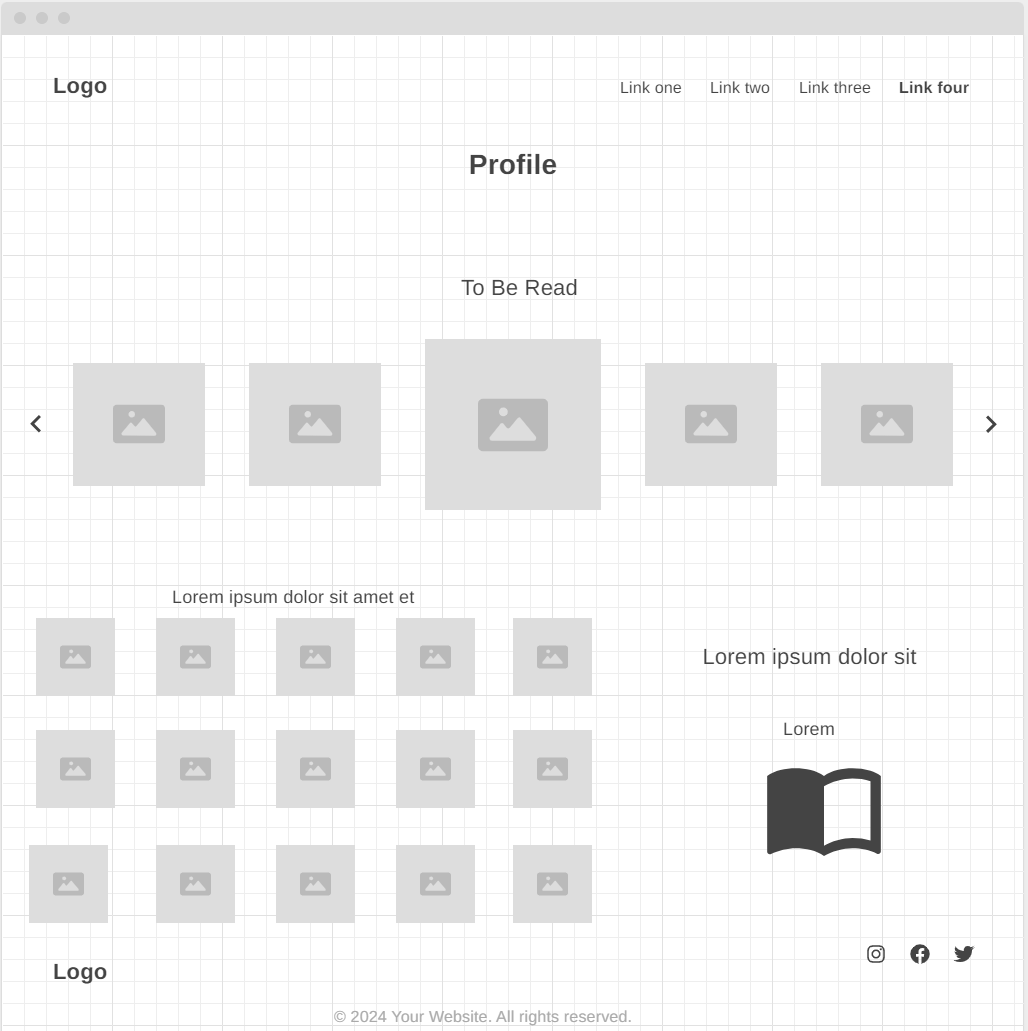 Logo
Link one Link two Link three Link four
Profile
To Be Read
Lorem ipsum dolor sit amet et
Lorem ipsum dolor sit
Lorem
Logo
© 2024 Your Website. All rights reserved.